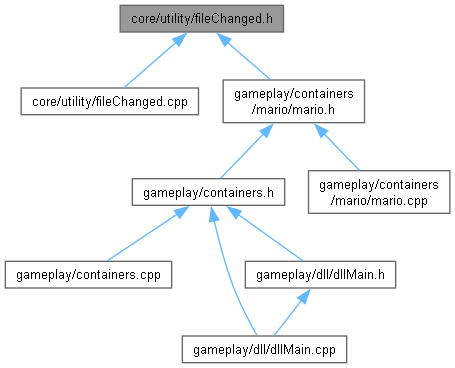 core/utility/fileChanged.h
core/utility/fileChanged.cpp
gameplay/containers
/mario/mario.h
gameplay/containers.h
gameplay/containers
/mario/mario.cpp
gameplay/containers.cpp
gameplay/dll/dllMain.h
gameplay/dll/dllMain.cpp